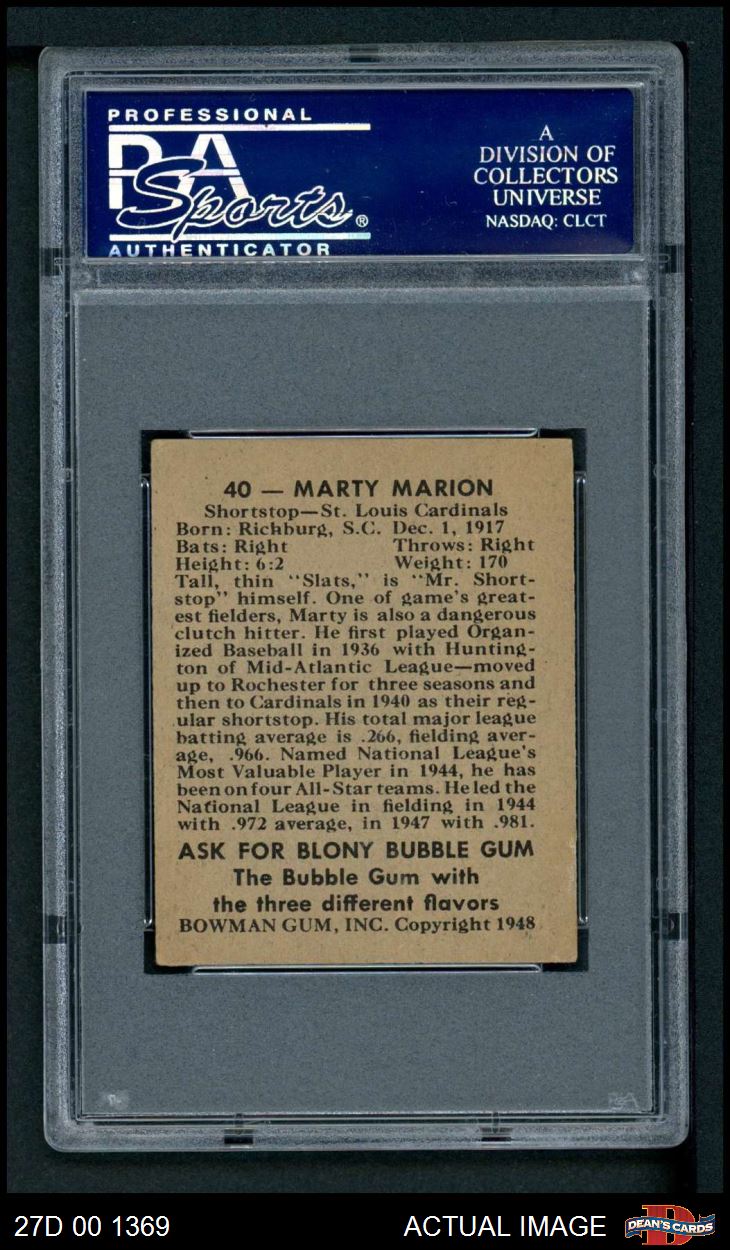 PROFESSIONAL
PSA
Sports®
AUTHENTICATOR
A
DIVISION OF
COLLECTORS
UNIVERSE
NASDAQ: CLCT
40 — MARTY MARION
Shortstop—St. Louis Cardinals
Born: Richburg, S.C. Dec. 1, 1917
Bats: Right Throws: Right
Height: 6:2 Weight: 170
Tall, thin "Slats," is "Mr. Short-
stop" himself. One of game's great-
est fielders, Marty is also a dangerous
clutch hitter. He first played Organ-
ized Baseball in 1936 with Hunting-
ton of Mid-Atlantic League—moved
up to Rochester for three seasons and
then to Cardinals in 1940 as their reg-
ular shortstop. His total major league
batting average is .266, fielding aver-
age, .966. Named National League's
Most Valuable Player in 1944, he has
been on four All-Star teams. He led the
National League in fielding in 1944
with .972 average, in 1947 with .981.
ASK FOR BLONY BUBBLE GUM
The Bubble Gum with
the three different flavors
BOWMAN GUM, INC. Copyright 1948
PSA
27D 00 1369 ACTUAL IMAGE
DEAN'S CARDS